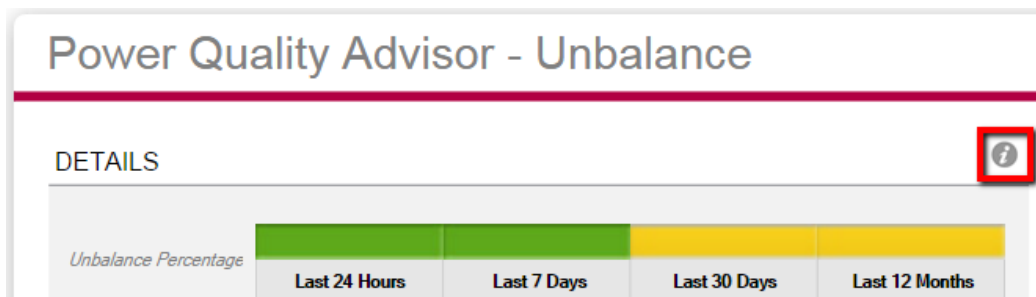 Power Quality Advisor - Unbalance
DETAILS
i
Unbalance Percentage
Last 24 Hours Last 7 Days Last 30 Days Last 12 Months